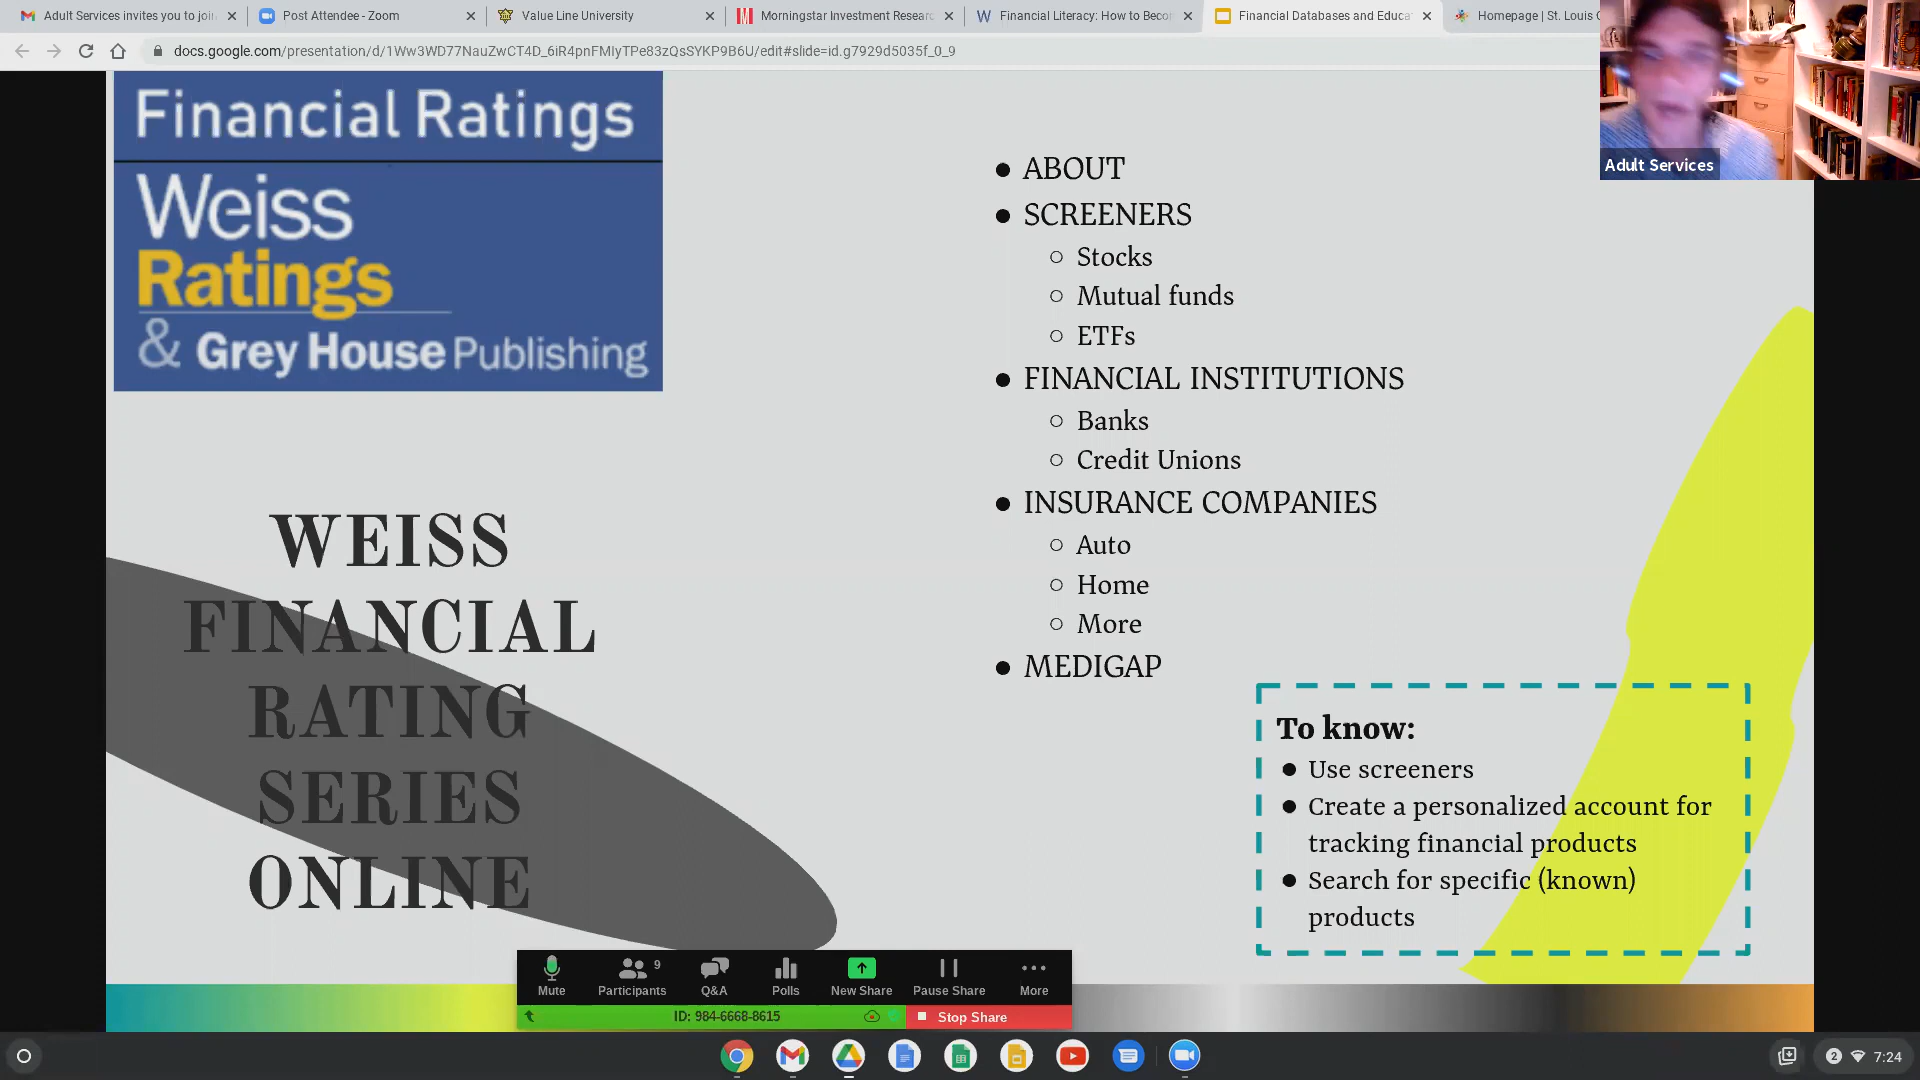 Adult Services invites you to joi
Post Attendee - Zoom
Value Line University
Morningstar Investment Researc
Financial Literacy: How to Becor
Financial Databases and Educa
Homepage | St. Louis
docs.google.com/presentation/d/1Ww3WD77NauZwCT4D_6iR4pnFMIyTPe83zQsSYKP9B6U/edit#slide=id.g7929d5035f_0_9
Adult Services
Financial Ratings
Weiss
Ratings
& Grey House Publishing
WEISS
FINANCIAL
RATING
SERIES
ONLINE
● ABOUT
● SCREENERS
○ Stocks
○ Mutual funds
○ ETFs
● FINANCIAL INSTITUTIONS
○ Banks
○ Credit Unions
● INSURANCE COMPANIES
○ Auto
○ Home
○ More
● MEDIGAP
To know:
● Use screeners
● Create a personalized account for
tracking financial products
● Search for specific (known)
products
Mute
Participants 9
Q&A
Polls
New Share
Pause Share
More
ID: 984-6668-8615
Stop Share
2 7:24